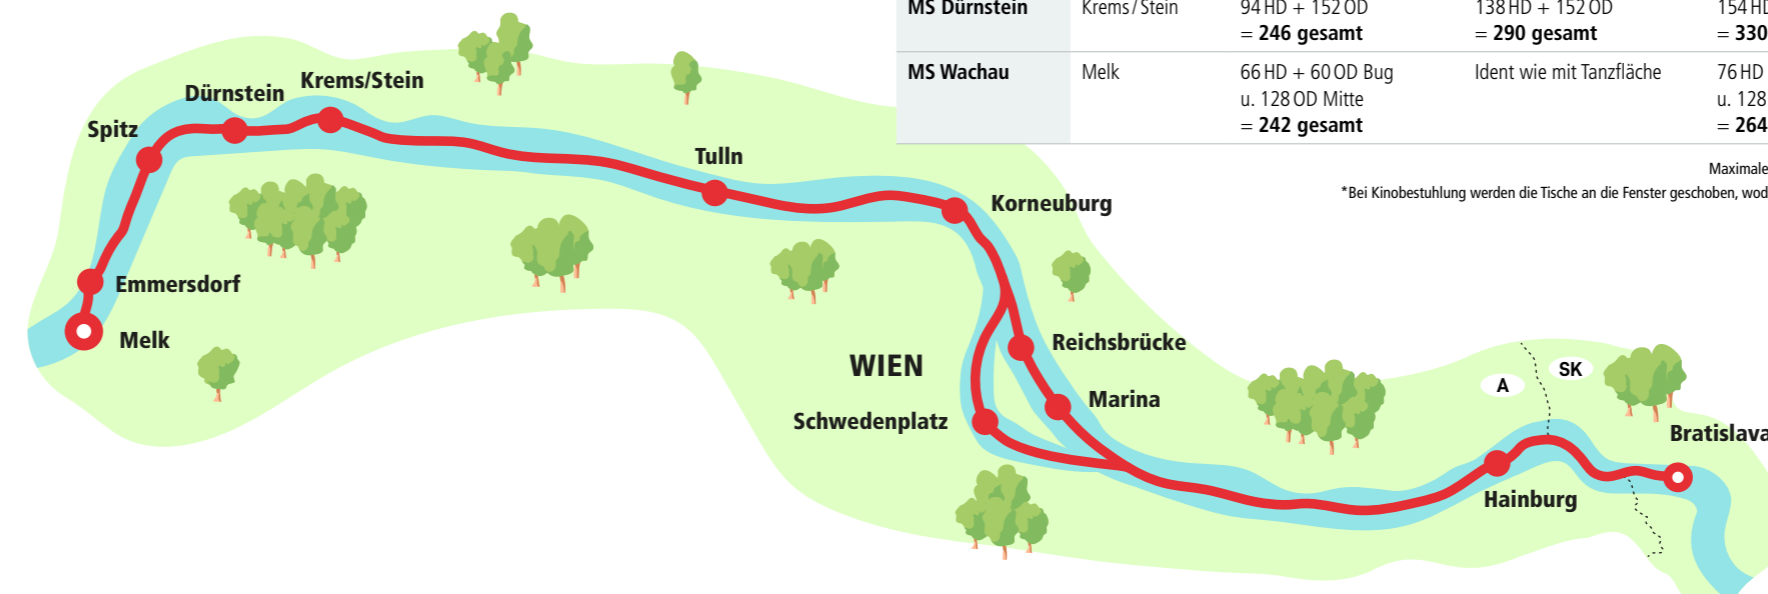 MS Dürnstein Krems/Stein 94 HD + 152 OD 138 HD + 152 OD 154 HD
= 246 gesamt = 290 gesamt = 330
MS Wachau Melk 66 HD + 60 OD Bug Ident wie mit Tanzfläche 76 HD
u. 128 OD Mitte u. 128
= 242 gesamt = 264
Maximale
*Bei Kinobestuhlung werden die Tische an die Fenster geschoben, wod
Krems/Stein
Dürnstein
Spitz
Tulln
Korneuburg
Emmersdorf
Melk
Reichsbrücke
WIEN
Marina
Schwedenplatz
A
SK
Bratislava
Hainburg